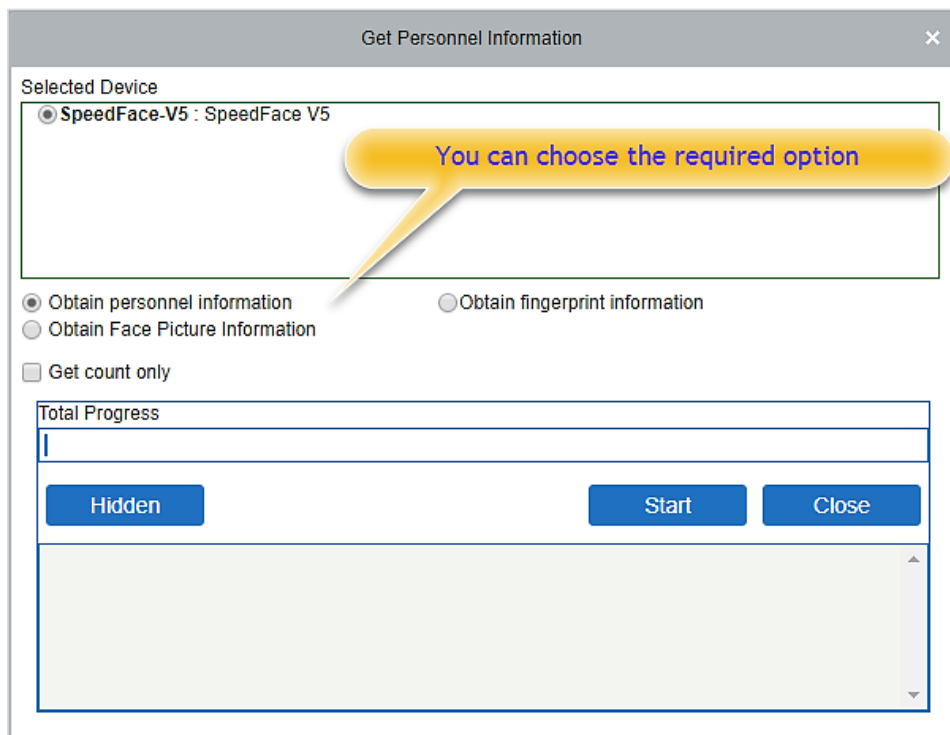 Get Personnel Information
Selected Device
SpeedFace-V5 : SpeedFace V5
You can choose the required option
Obtain personnel information
Obtain fingerprint information
Obtain Face Picture Information
Get count only
Total Progress
Hidden
Start
Close